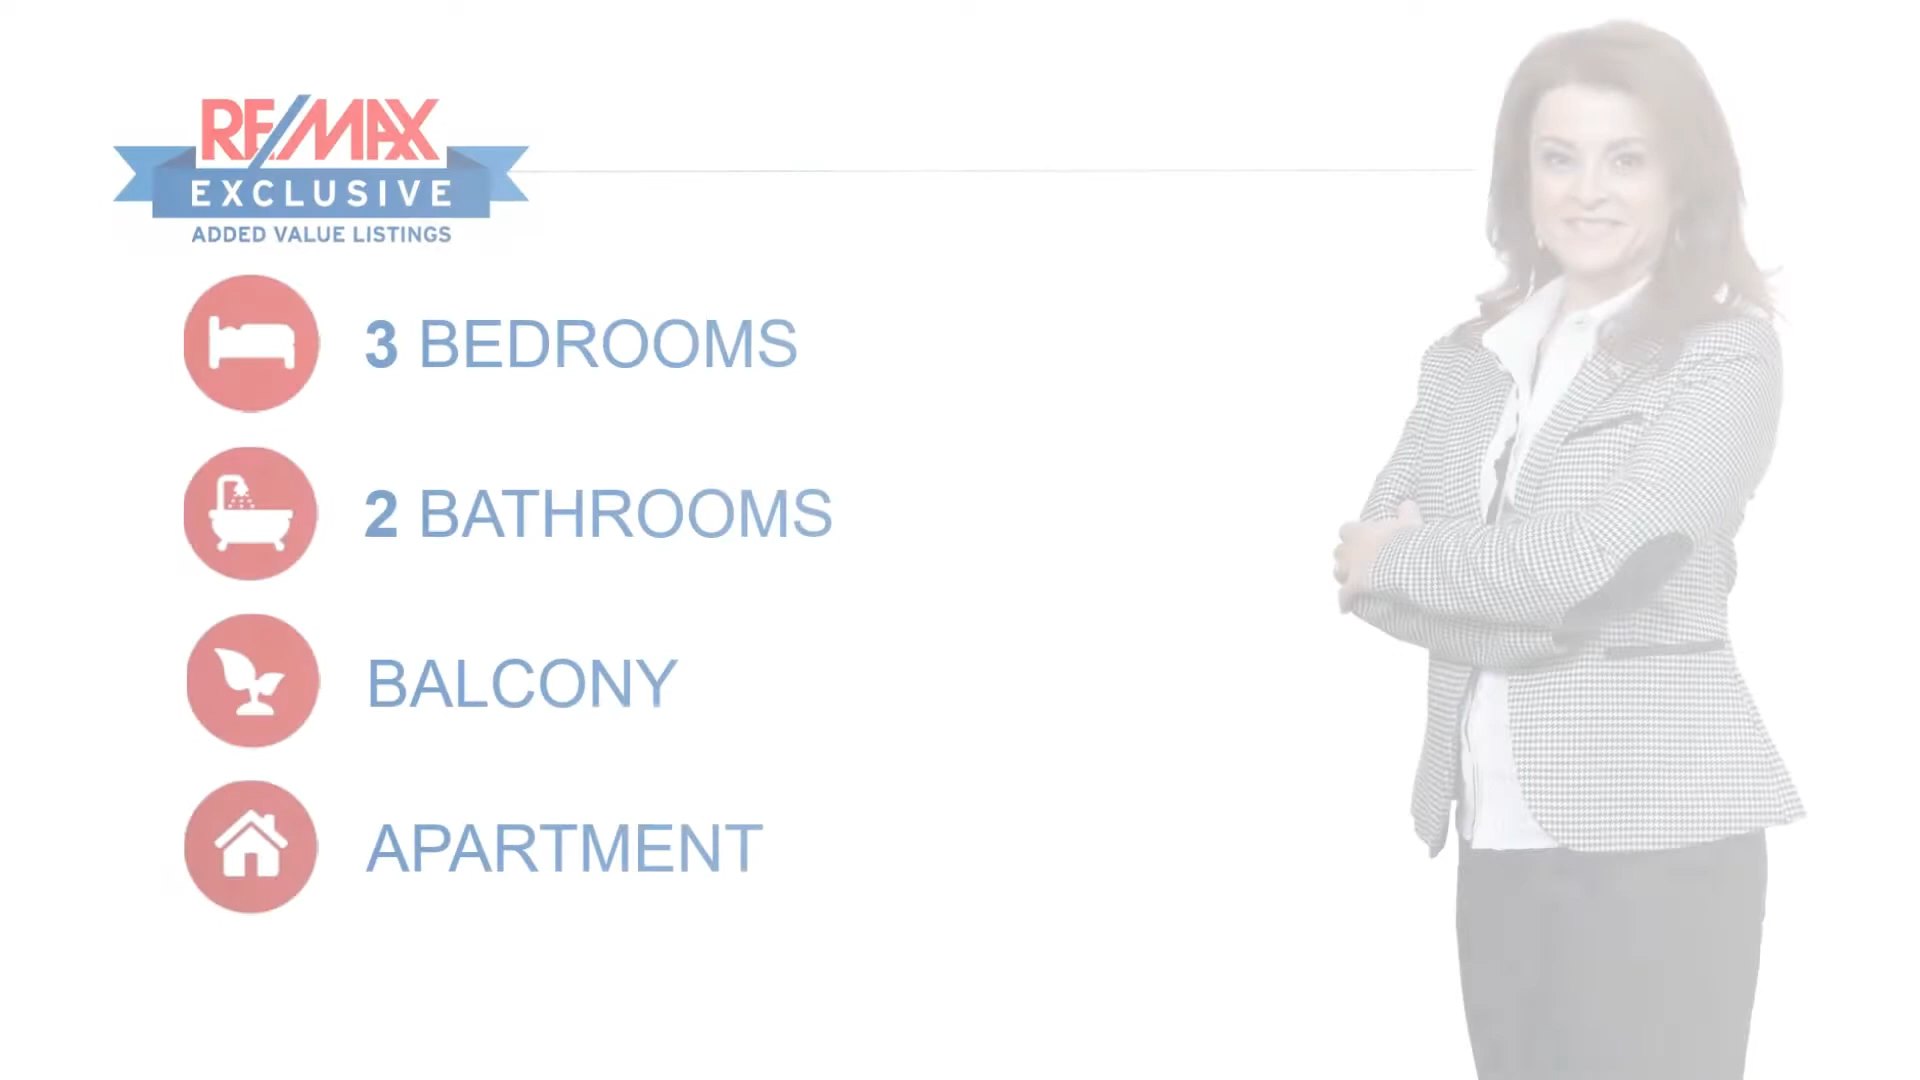 RE/MAX
EXCLUSIVE
ADDED VALUE LISTINGS
3 BEDROOMS
2 BATHROOMS
BALCONY
APARTMENT